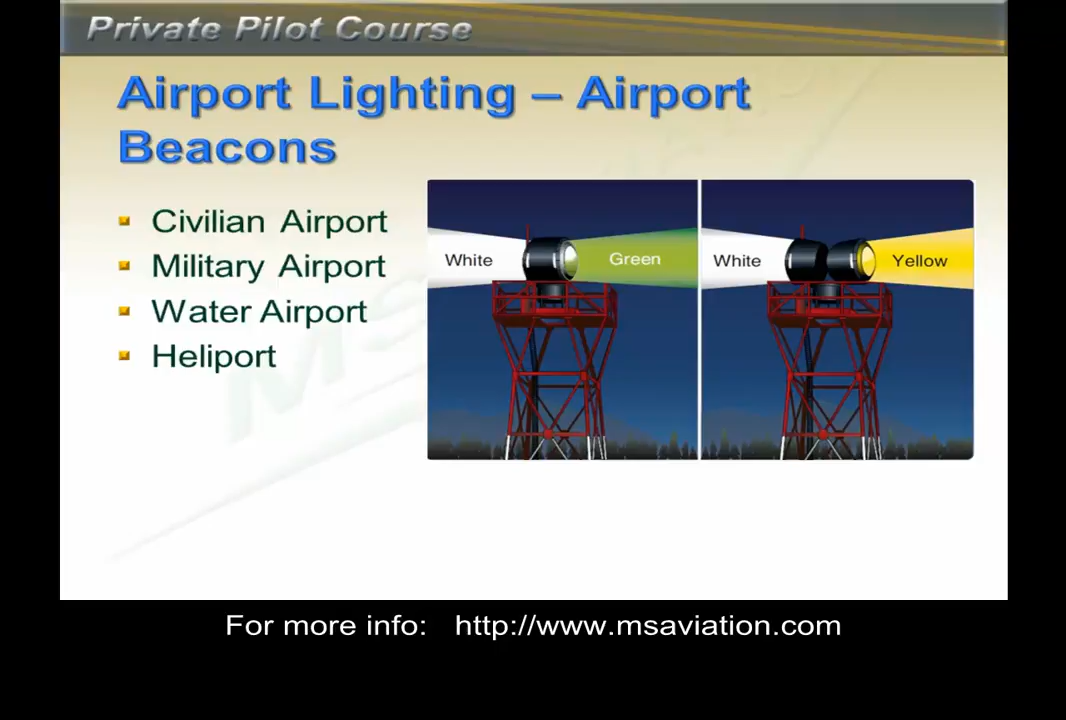 Private Pilot Course
Airport Lighting – Airport
Beacons
Civilian Airport
Military Airport
Water Airport
Heliport
White
Green
White
Yellow
For more info: http://www.msaviation.com